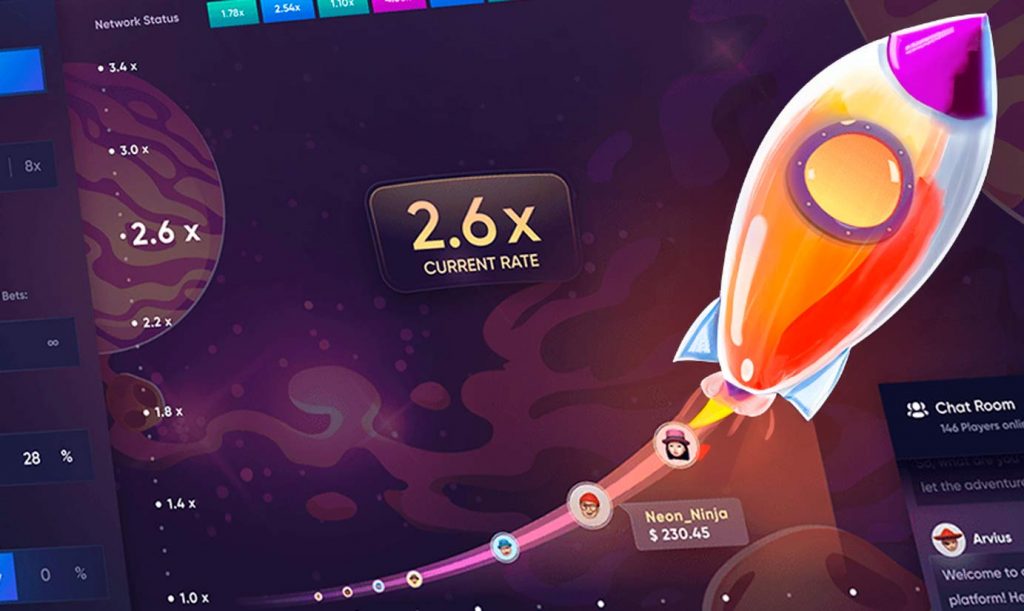 Network Status
1.78x
2.54x
1.10x
3.4 x
3.0 x
8x
2.6 x
2.6 x
CURRENT RATE
Bets:
2.2 x
∞
1.8 x
Chat Room
146 Players onlin
28 %
let the adventure
1.4 x
Neon_Ninja
$ 230.45
Arvius
0 %
Welcome to
1.0 x
platform! He